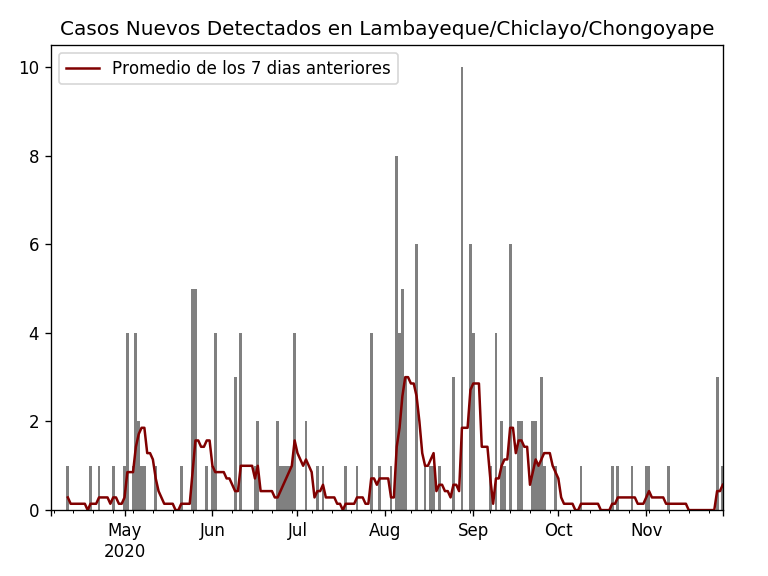 Casos Nuevos Detectados en Lambayeque/Chiclayo/Chongoyape
Promedio de los 7 dias anteriores
10
8
6
4
2
0
May Jun Jul Aug Sep Oct Nov
2020